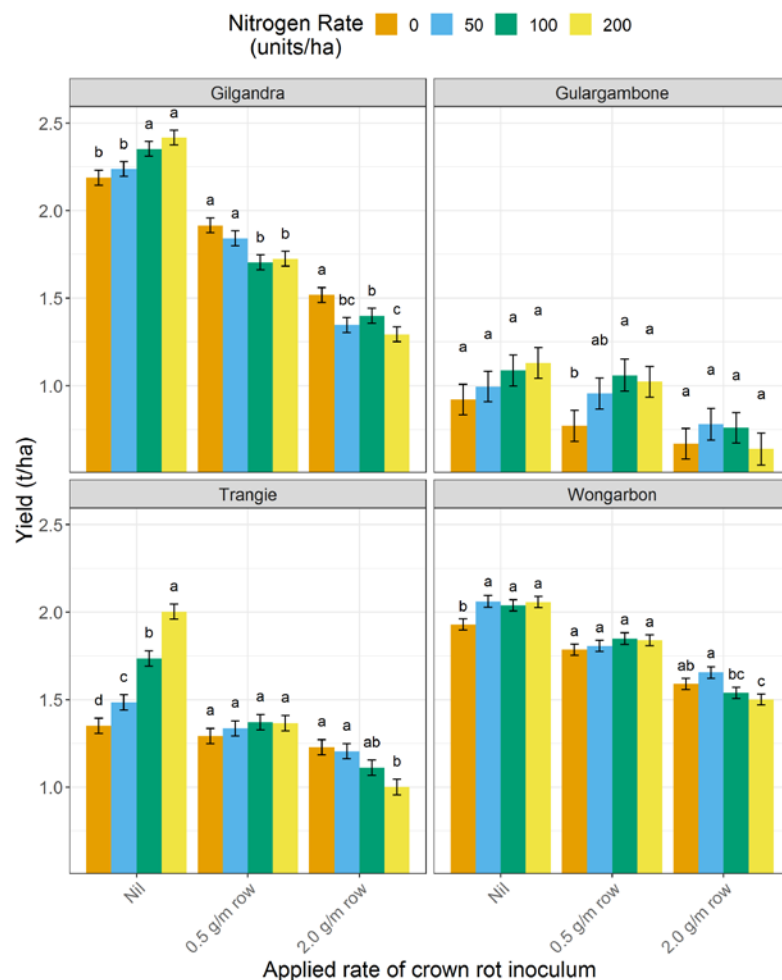 Nitrogen Rate
(units/ha)
0 50 100 200
Gilgandra
Gulargambone
2.5
2.0
1.5
1.0
b b a a
a a b b
a bc b c
a a a a
b ab a a
a a a a
Yield (t/ha)
Trangie
Wongarbon
2.5
2.0
1.5
1.0
d c b a
a a a a
a a ab b
b a a a
a a a a
ab a bc c
Nil
0.5 g/m row
2.0 g/m row
Nil
0.5 g/m row
2.0 g/m row
Applied rate of crown rot inoculum